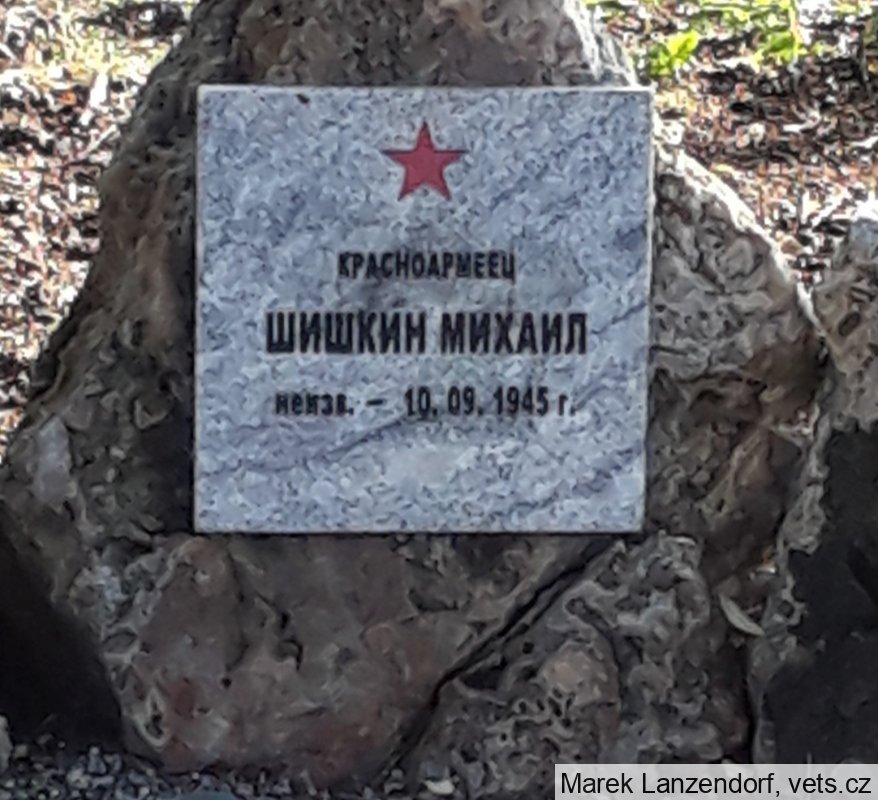 КРАСНОАРМЕЕЦ
ШИШКИН МИХАИЛ
неизв. – 10. 09. 1945 г.
Marek Lanzendorf, vets.cz